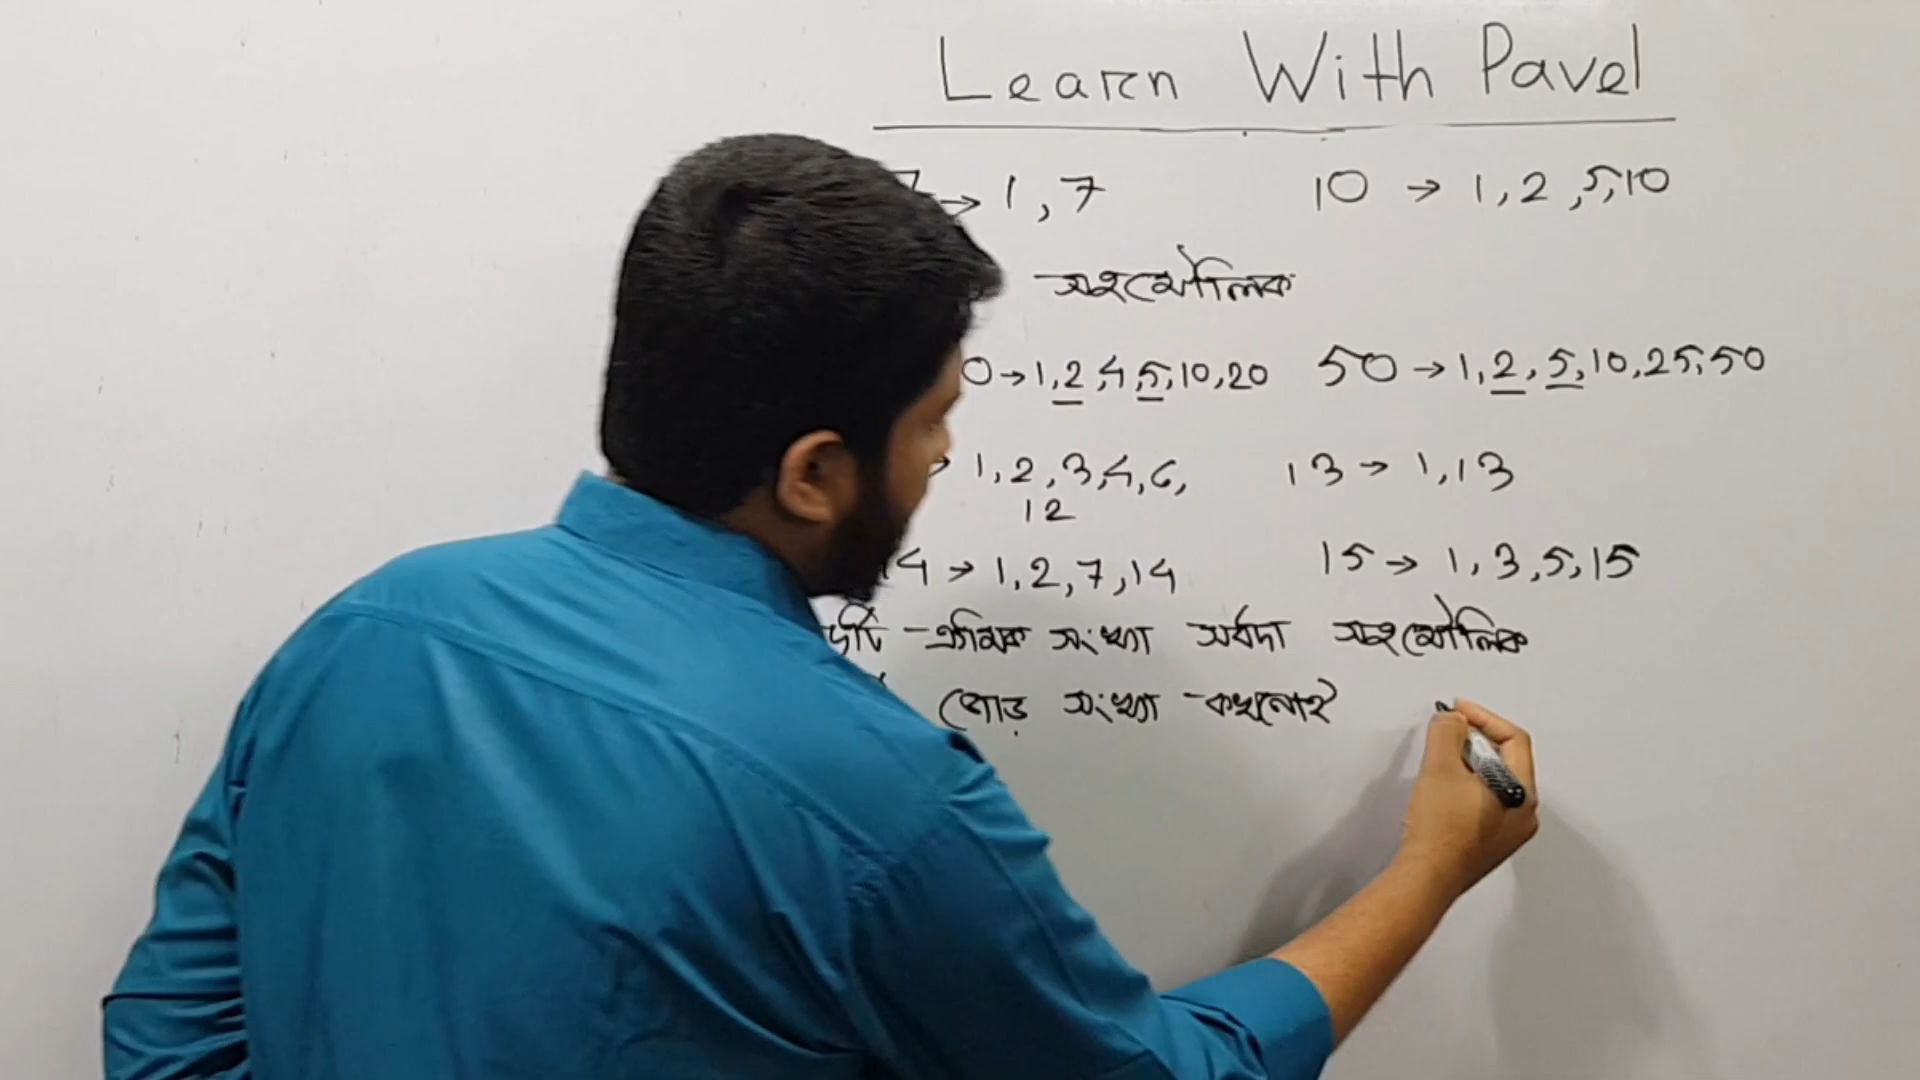 Learn With Pavel
→ 1, 7 10 → 1, 2, 5, 10
সহমৌলিক
0 → 1, 2, 4, 5, 10, 20 50 → 1, 2, 5, 10, 25, 50
1, 2, 3, 4, 6, 13 → 1, 13
12
4 → 1, 2, 7, 14 15 → 1, 3, 5, 15
ক্রমিক সংখ্যা সর্বদা সহমৌলিক
জোড় সংখ্যা কখনোই